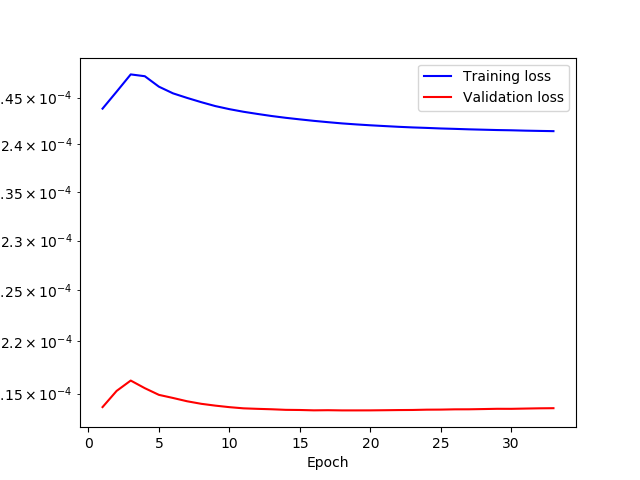 Training loss
Validation loss
.45 × 10⁻⁴
2.4 × 10⁻⁴
.35 × 10⁻⁴
2.3 × 10⁻⁴
.25 × 10⁻⁴
2.2 × 10⁻⁴
.15 × 10⁻⁴
0 5 10 15 20 25 30
Epoch